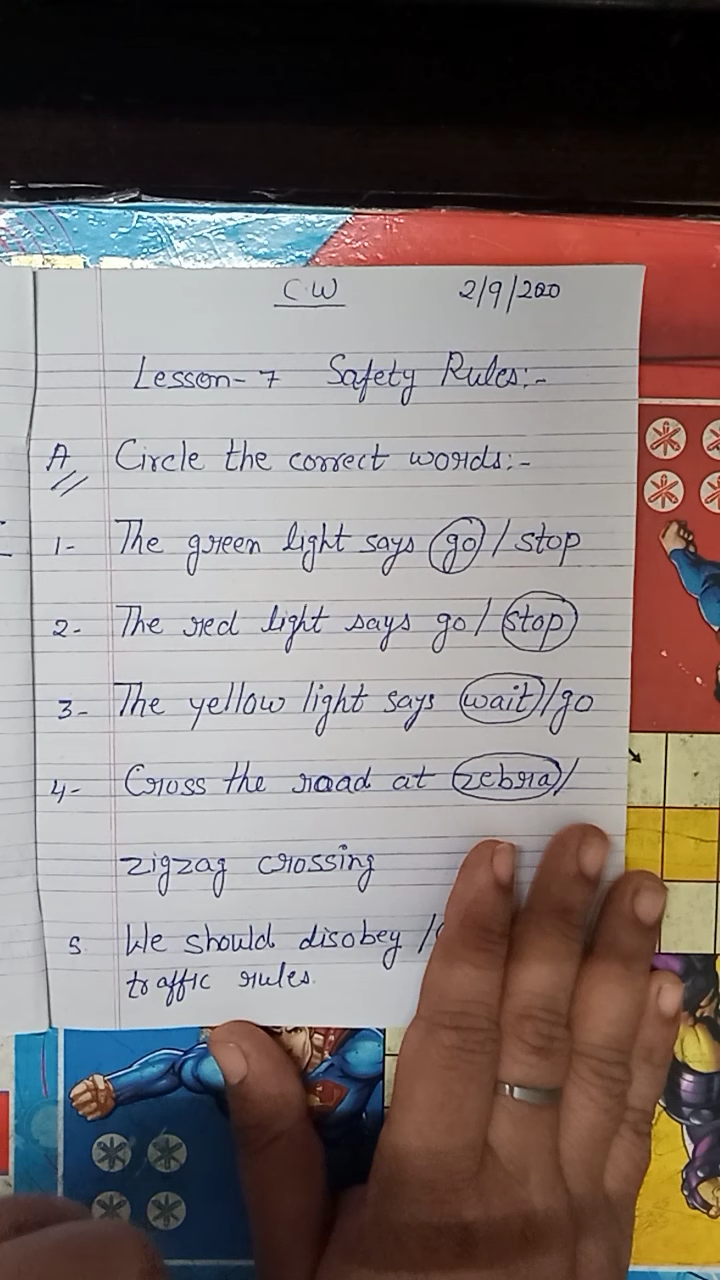 C.W 2/9/2020
Lesson-7 Safety Rules:-
A Circle the correct words:-
1- The green light says go / stop
2- The red light says go / stop
3- The yellow light says wait / go
4- Cross the road at zebra /
zigzag crossing
5. We should disobey /
traffic rules.